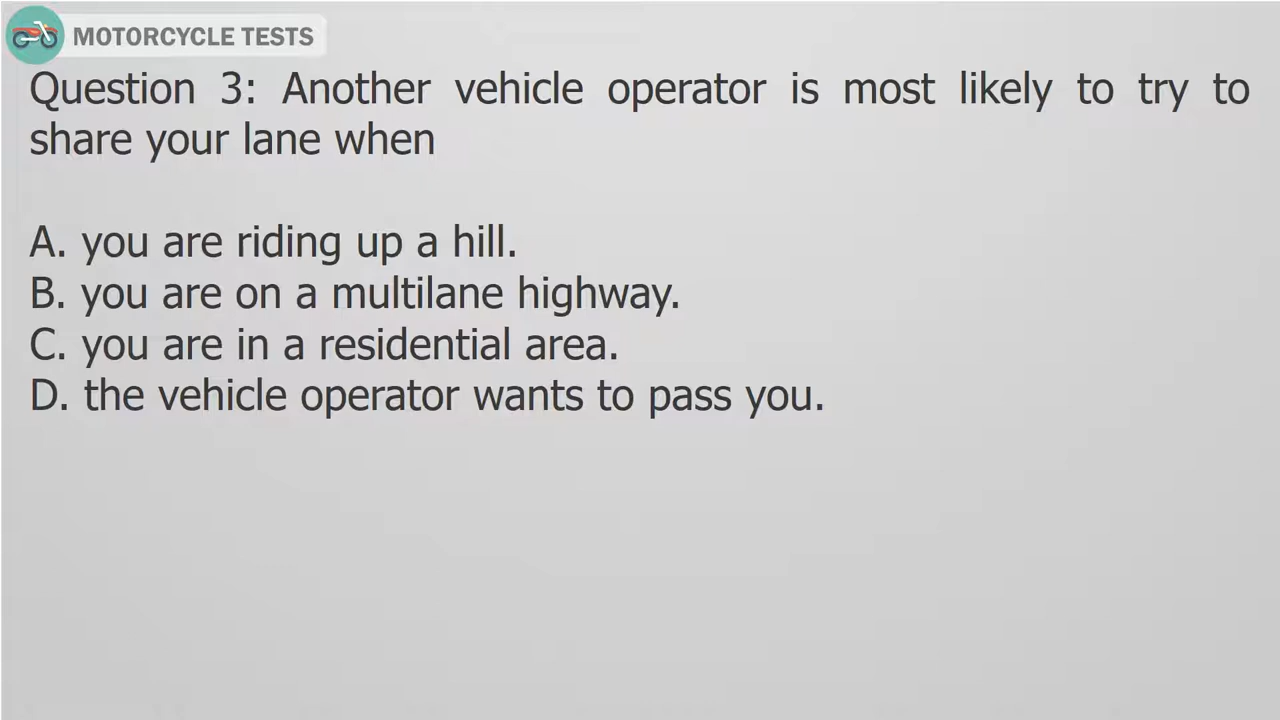 MOTORCYCLE TESTS
Question 3: Another vehicle operator is most likely to try to
share your lane when
A. you are riding up a hill.
B. you are on a multilane highway.
C. you are in a residential area.
D. the vehicle operator wants to pass you.